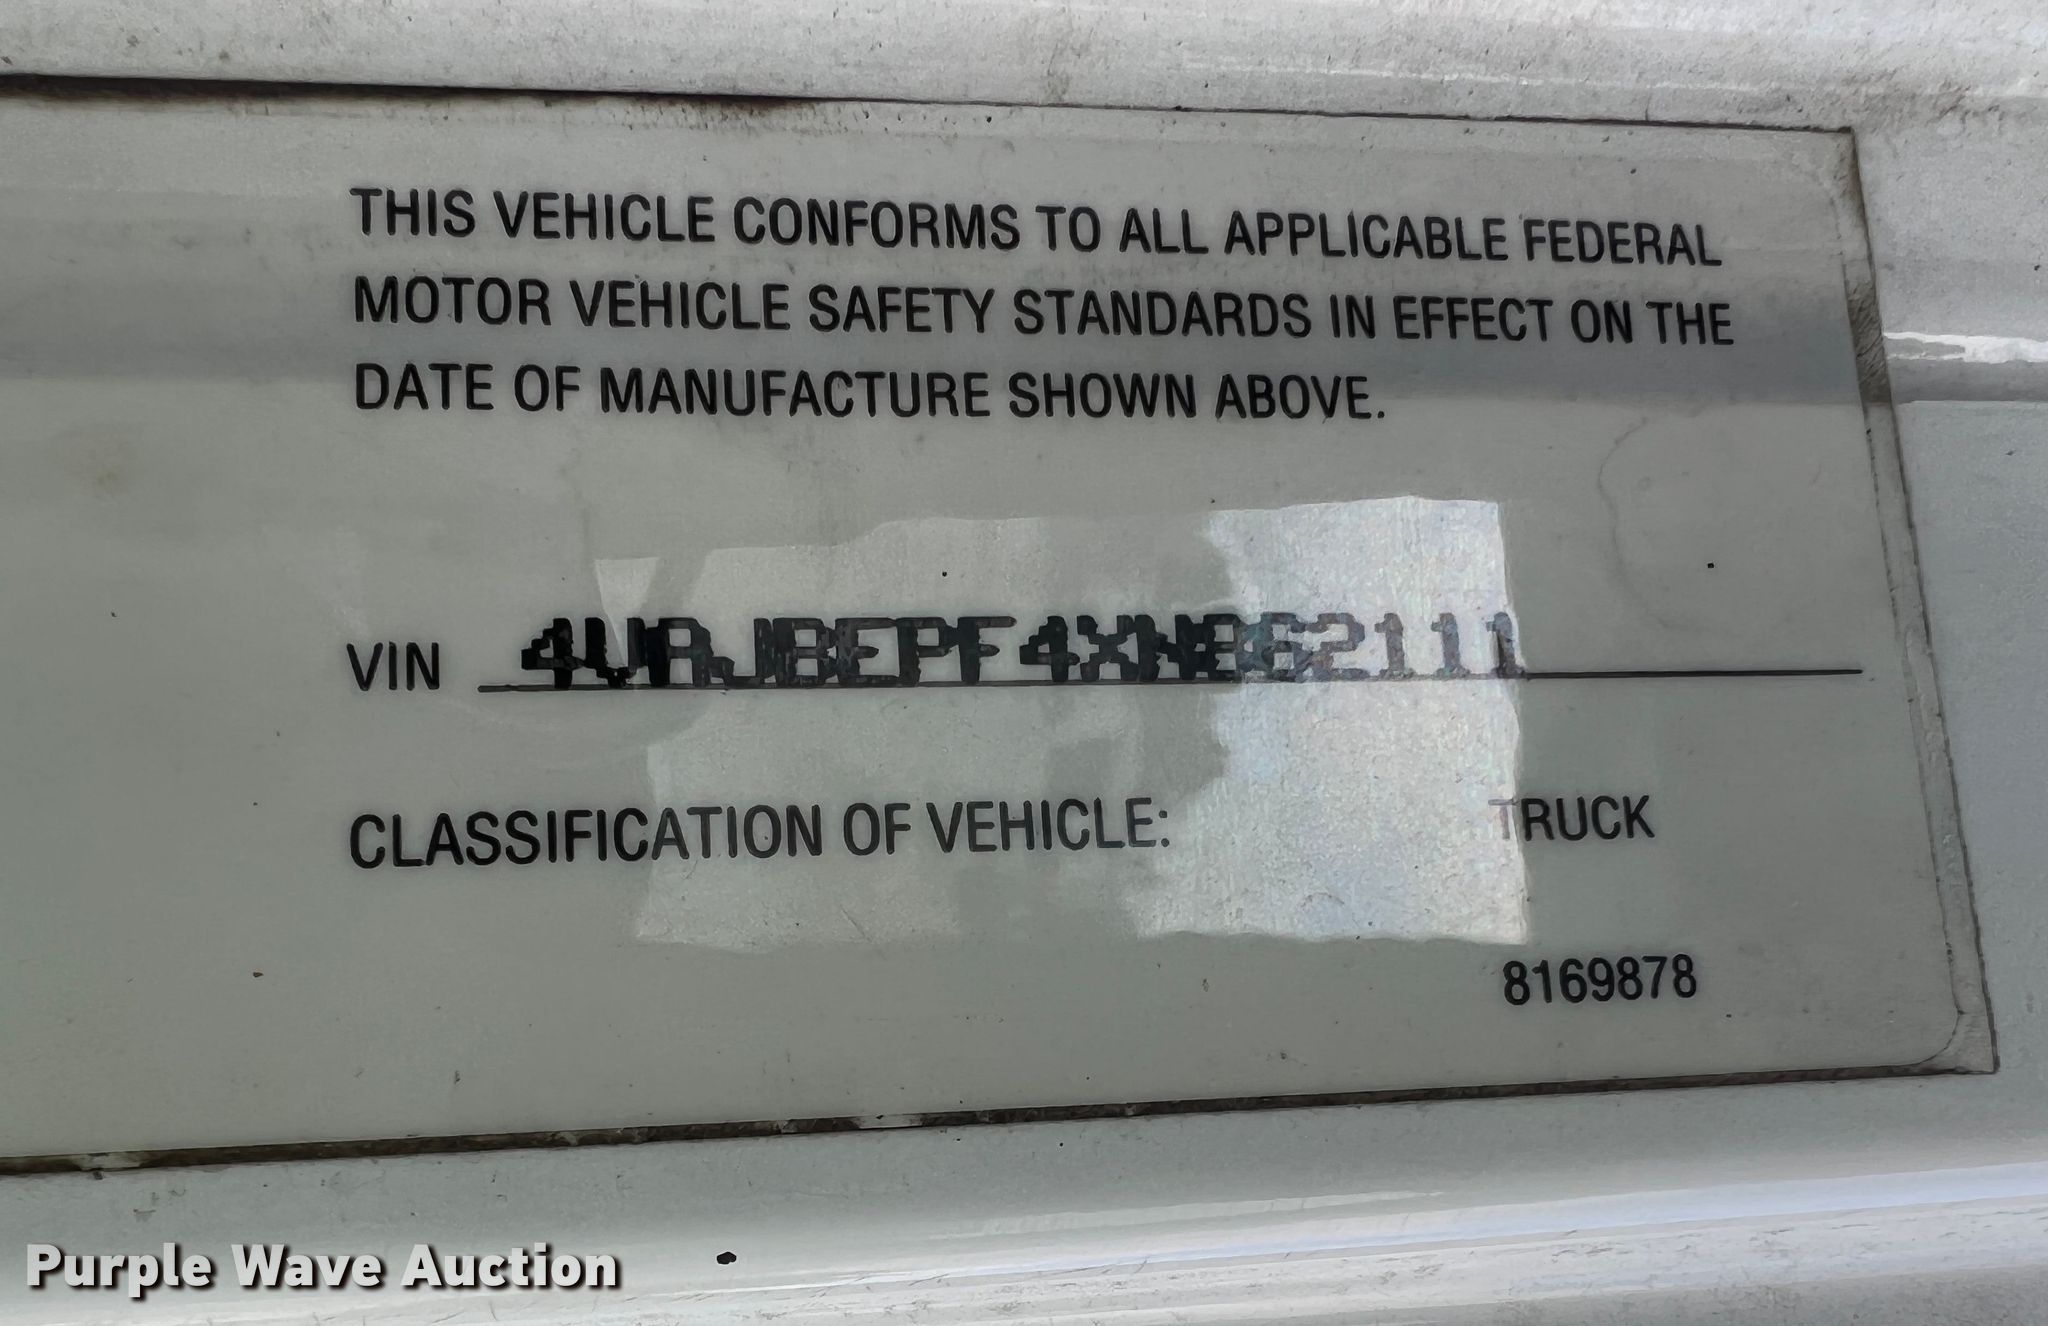 THIS VEHICLE CONFORMS TO ALL APPLICABLE FEDERAL
MOTOR VEHICLE SAFETY STANDARDS IN EFFECT ON THE
DATE OF MANUFACTURE SHOWN ABOVE.
VIN 4VAJBEPF4XN862111
CLASSIFICATION OF VEHICLE: TRUCK
8169878
Purple Wave Auction